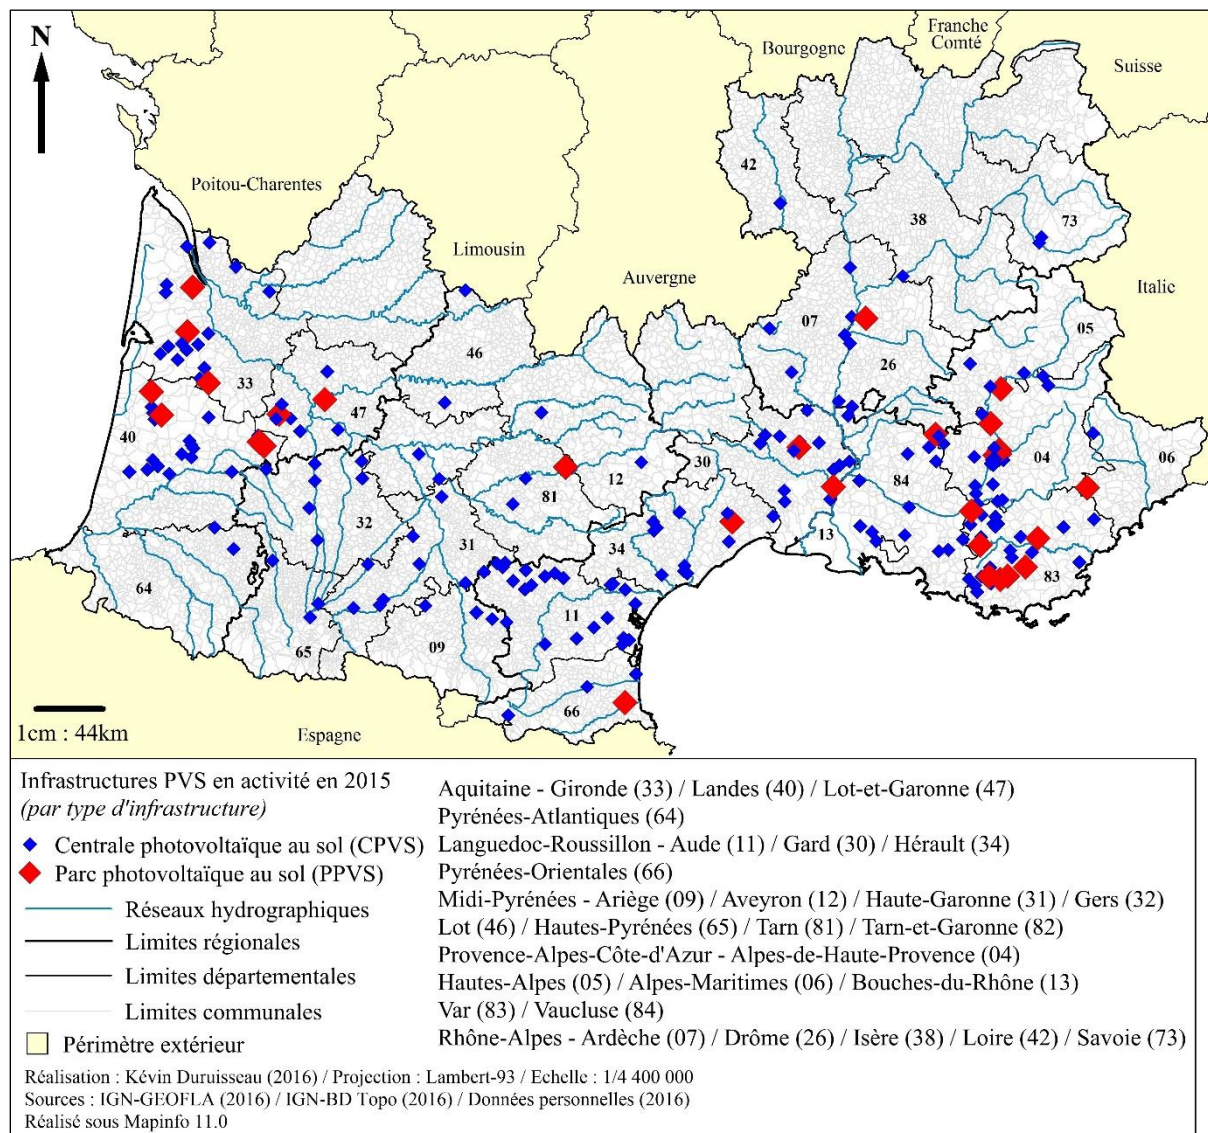 N
Bourgogne
Franche
Comté
Suisse
Poitou-Charentes
Limousin
Auvergne
Italie
Espagne
42
38
73
07
05
26
46
33
47
40
12
30
84
04
06
81
32
34
13
31
83
64
11
65
09
66
1cm : 44km
Infrastructures PVS en activité en 2015
(par type d'infrastructure)
Centrale photovoltaïque au sol (CPVS)
Parc photovoltaïque au sol (PPVS)
Réseaux hydrographiques
Limites régionales
Limites départementales
Limites communales
Périmètre extérieur
Aquitaine - Gironde (33) / Landes (40) / Lot-et-Garonne (47)
Pyrénées-Atlantiques (64)
Languedoc-Roussillon - Aude (11) / Gard (30) / Hérault (34)
Pyrénées-Orientales (66)
Midi-Pyrénées - Ariège (09) / Aveyron (12) / Haute-Garonne (31) / Gers (32)
Lot (46) / Hautes-Pyrénées (65) / Tarn (81) / Tarn-et-Garonne (82)
Provence-Alpes-Côte-d'Azur - Alpes-de-Haute-Provence (04)
Hautes-Alpes (05) / Alpes-Maritimes (06) / Bouches-du-Rhône (13)
Var (83) / Vaucluse (84)
Rhône-Alpes - Ardèche (07) / Drôme (26) / Isère (38) / Loire (42) / Savoie (73)
Réalisation : Kévin Duruisseau (2016) / Projection : Lambert-93 / Echelle : 1/4 400 000
Sources : IGN-GEOFLA (2016) / IGN-BD Topo (2016) / Données personnelles (2016)
Réalisé sous Mapinfo 11.0